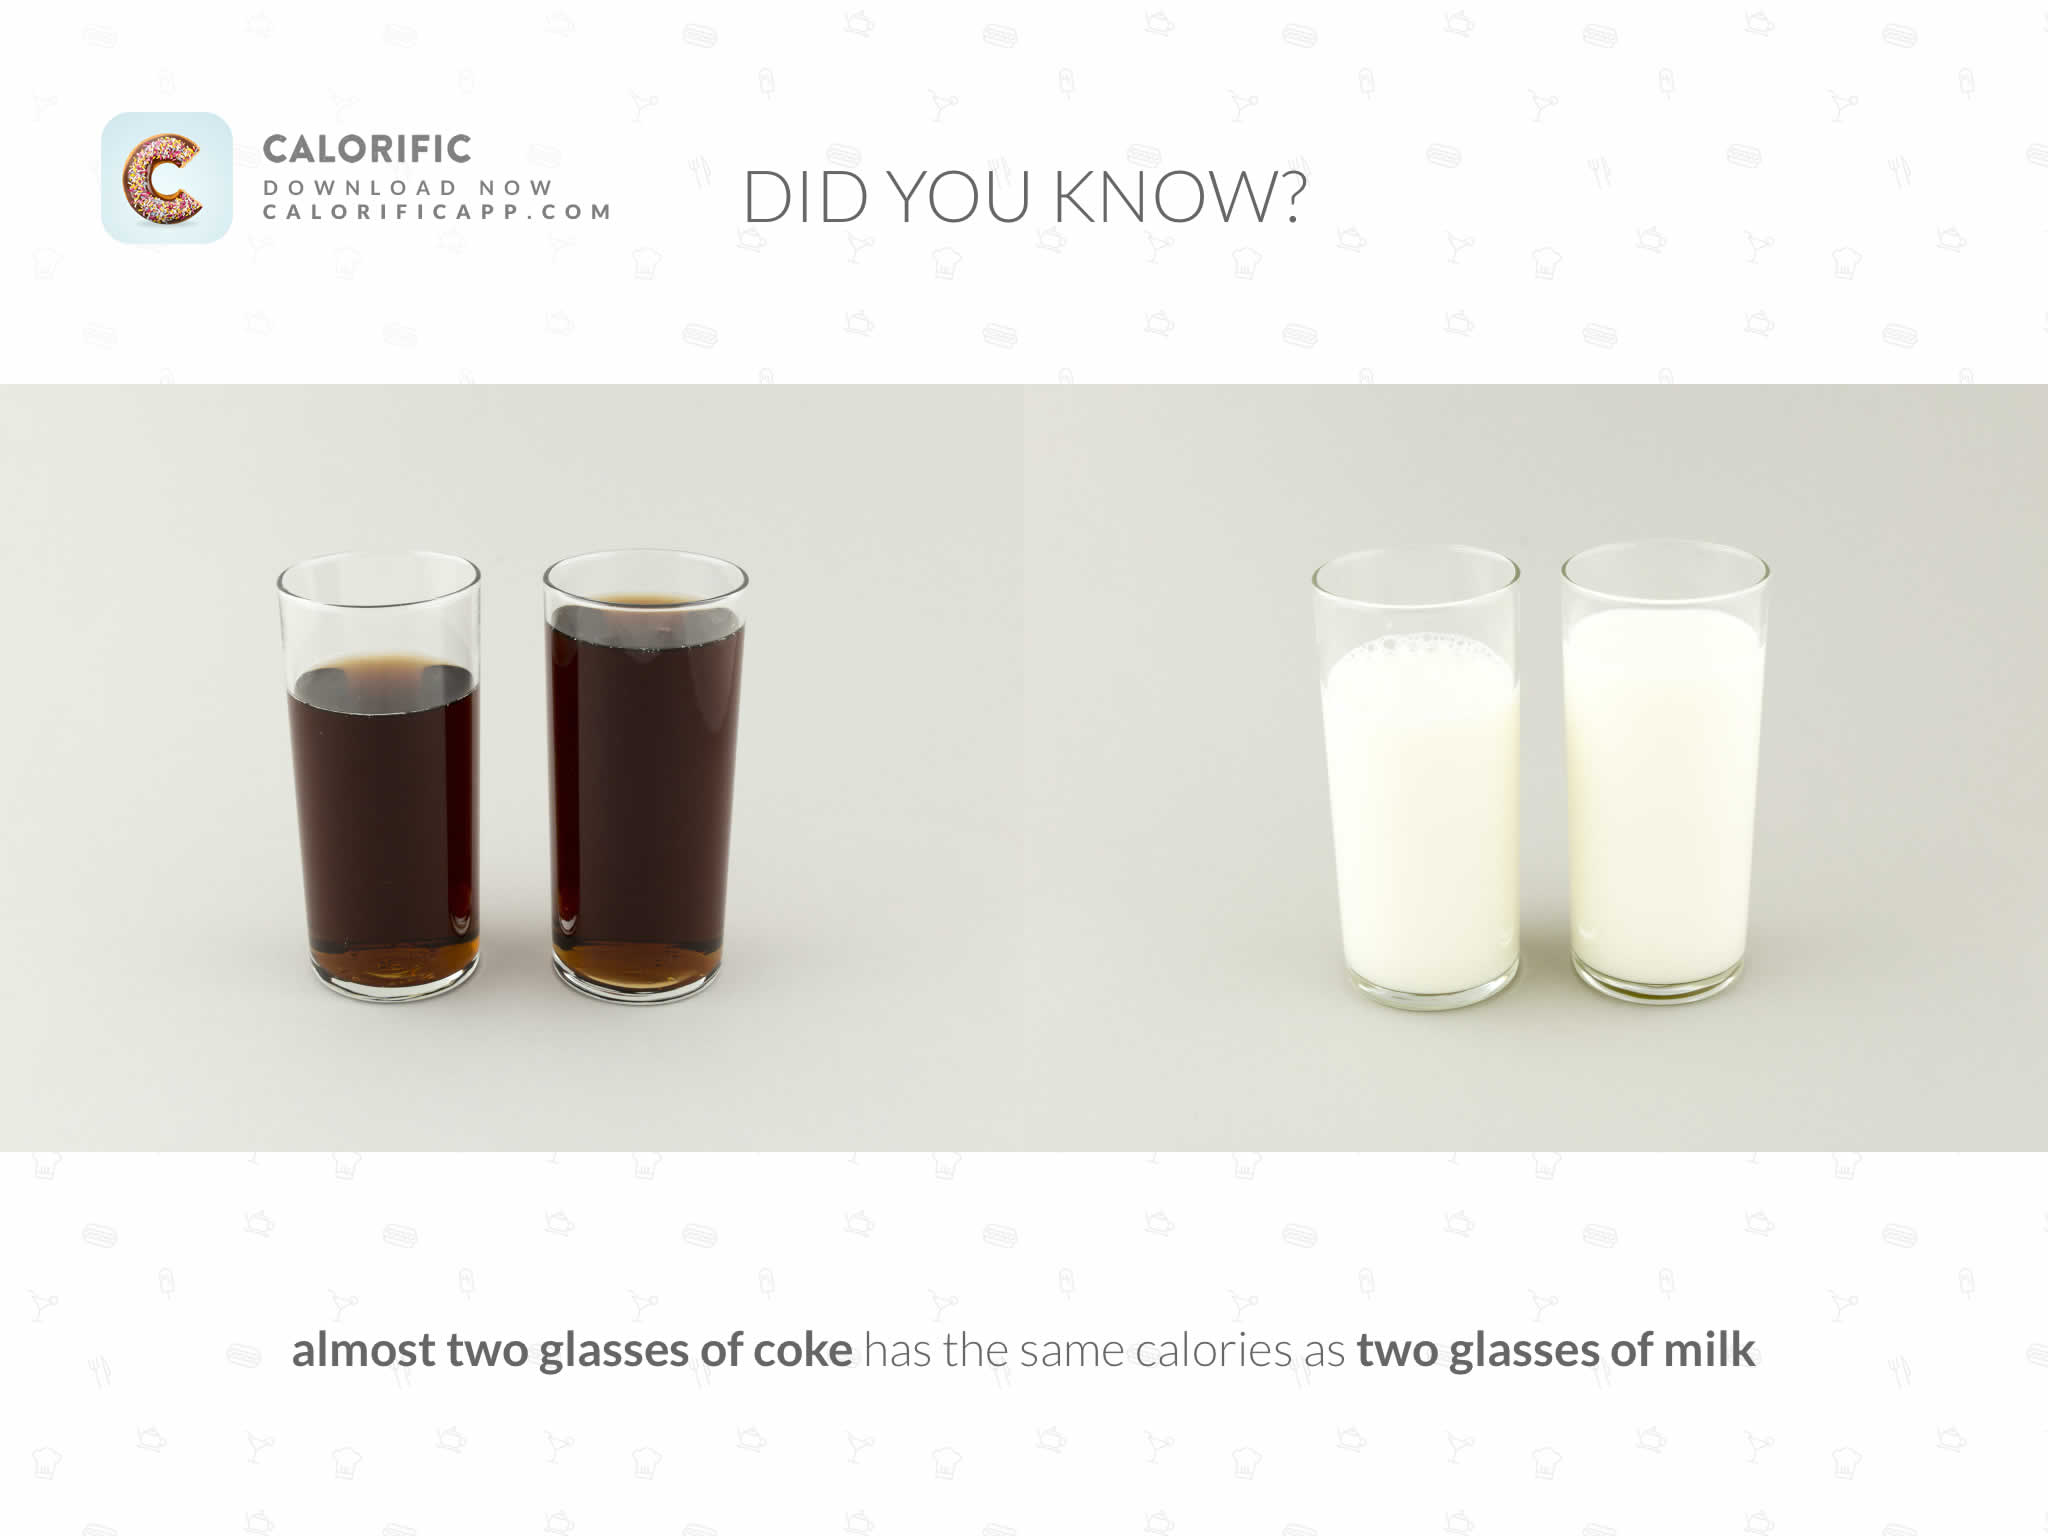 CALORIFIC
DOWNLOAD NOW
CALORIFICAPP.COM
DID YOU KNOW?
almost two glasses of coke has the same calories as two glasses of milk